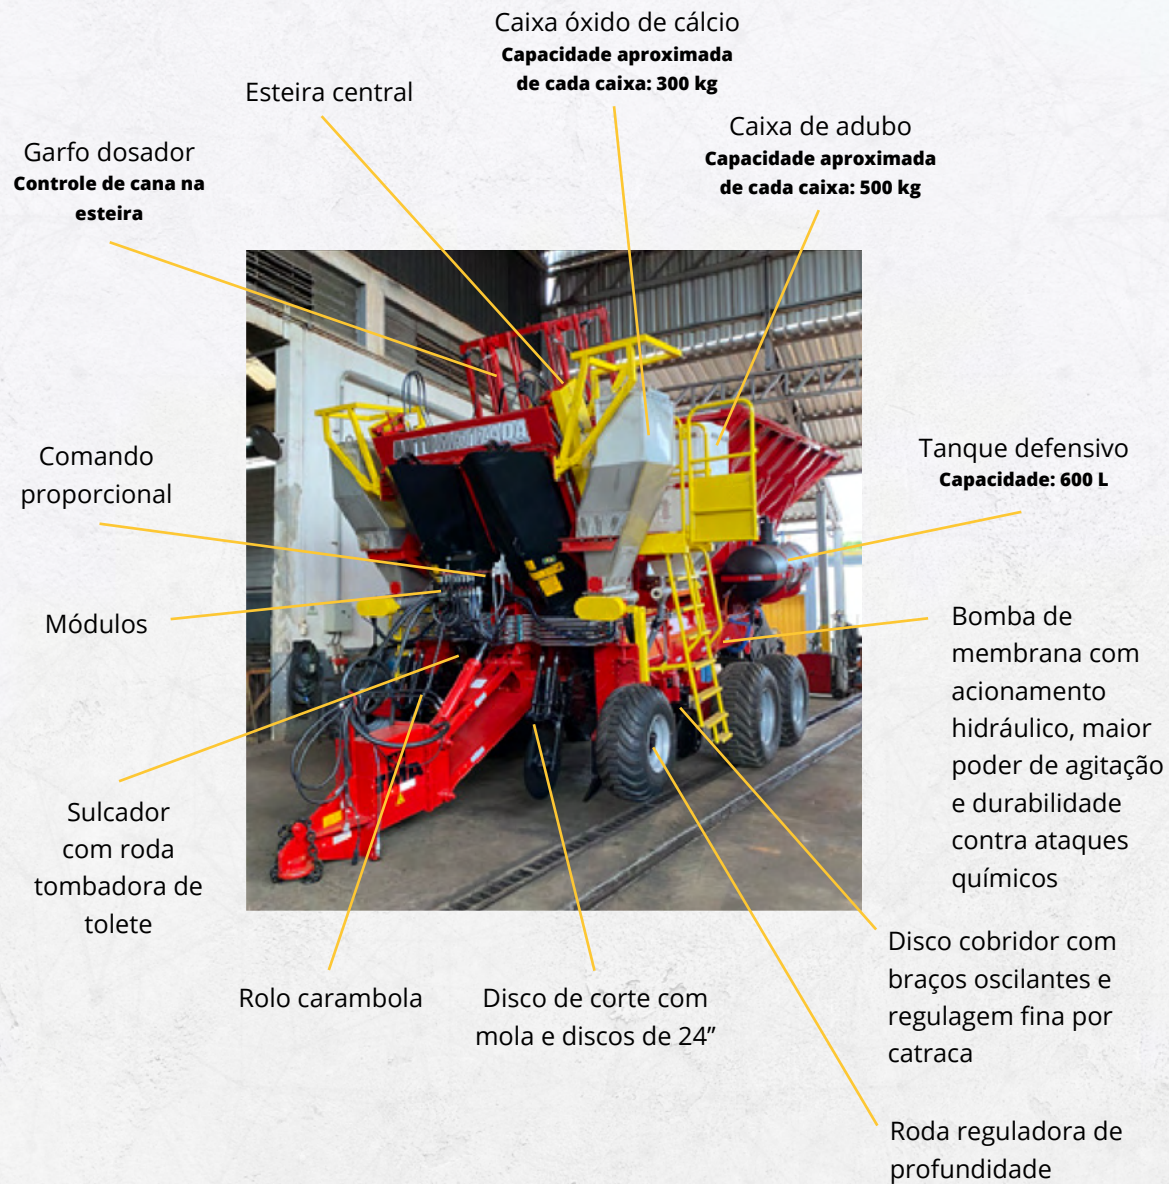 Caixa óxido de cálcio
Capacidade aproximada
de cada caixa: 300 kg
Esteira central
Caixa de adubo
Capacidade aproximada
de cada caixa: 500 kg
Garfo dosador
Controle de cana na
esteira
Comando
proporcional
Tanque defensivo
Capacidade: 600 L
Módulos
Bomba de
membrana com
acionamento
hidráulico, maior
poder de agitação
e durabilidade
contra ataques
químicos
Sulcador
com roda
tombadora de
tolete
Rolo carambola
Disco de corte com
mola e discos de 24”
Disco cobridor com
braços oscilantes e
regulagem fina por
catraca
Roda reguladora de
profundidade